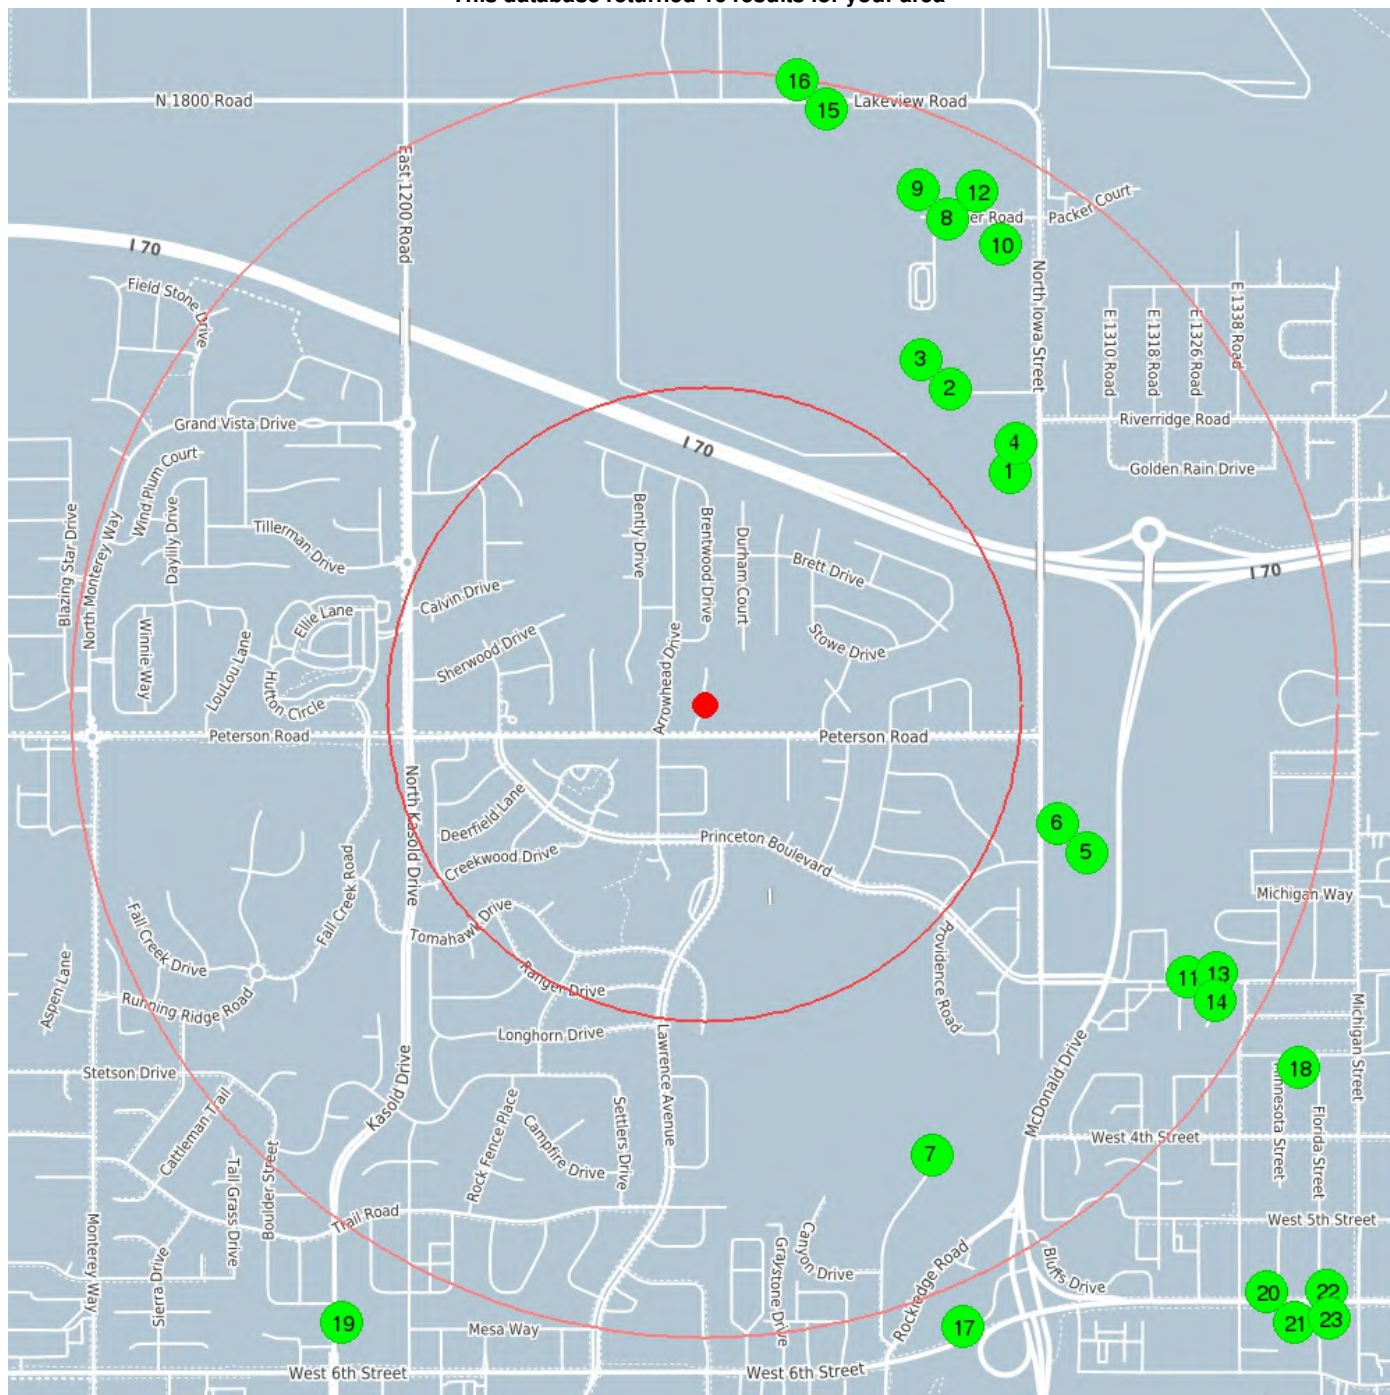 This database returned 16 results for your area
16
N 1800 Road
15
Lakeview Road
East 1200 Road
9
12
8
er Road
Packer Court
10
I 70
North Iowa Street
Field Stone Drive
E 1310 Road
E 1318 Road
E 1326 Road
E 1338 Road
3
2
Grand Vista Drive
Riverridge Road
4
I 70
Golden Rain Drive
1
Wind Plum Court
Blazing Star Drive
North Monterey Way
Daylily Drive
Tillerman Drive
Bently Drive
Brentwood Drive
Durham Court
Brett Drive
I 70
Calvin Drive
Ellie Lane
Winnie Way
LouLou Lane
Sherwood Drive
Arrowhead Drive
Stowe Drive
Hutton Circle
Peterson Road
Peterson Road
North Kasold Drive
Deerfield Lane
6
Princeton Boulevard
5
Creekwood Drive
Fall Creek Road
Michigan Way
Fall Creek Drive
Tomahawk Drive
Providence Road
Aspen Lane
Ranger Drive
11
13
Running Ridge Road
14
Longhorn Drive
Lawrence Avenue
Michigan Street
McDonald Drive
Stetson Drive
Kasold Drive
18
Cattleman Trail
Rock Fence Place
Campfire Drive
Settlers Drive
nnesota Street
Florida Street
West 4th Street
7
Boulder Street
Tall Grass Drive
Trail Road
West 5th Street
Monterey Way
Sierra Drive
Graystone Drive
Canyon Drive
Rockledge Road
Bluffs Drive
20
22
19
Mesa Way
17
21
23
West 6th Street
West 6th Street